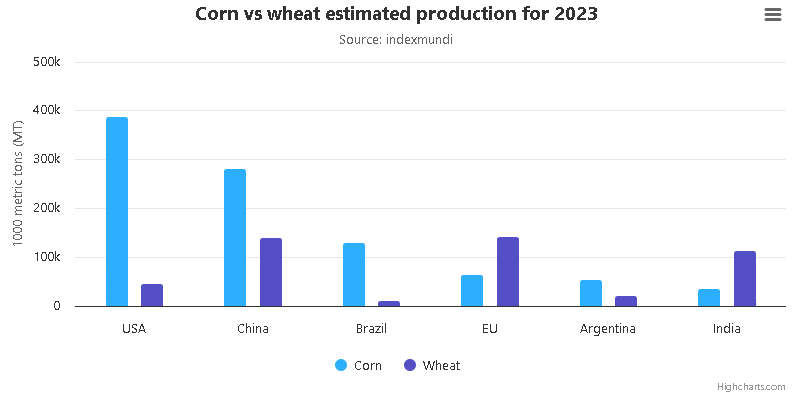 Corn vs wheat estimated production for 2023
Source: indexmundi
1000 metric tons (MT)
500k
400k
300k
200k
100k
0
USA China Brazil EU Argentina India
Corn Wheat
Highcharts.com